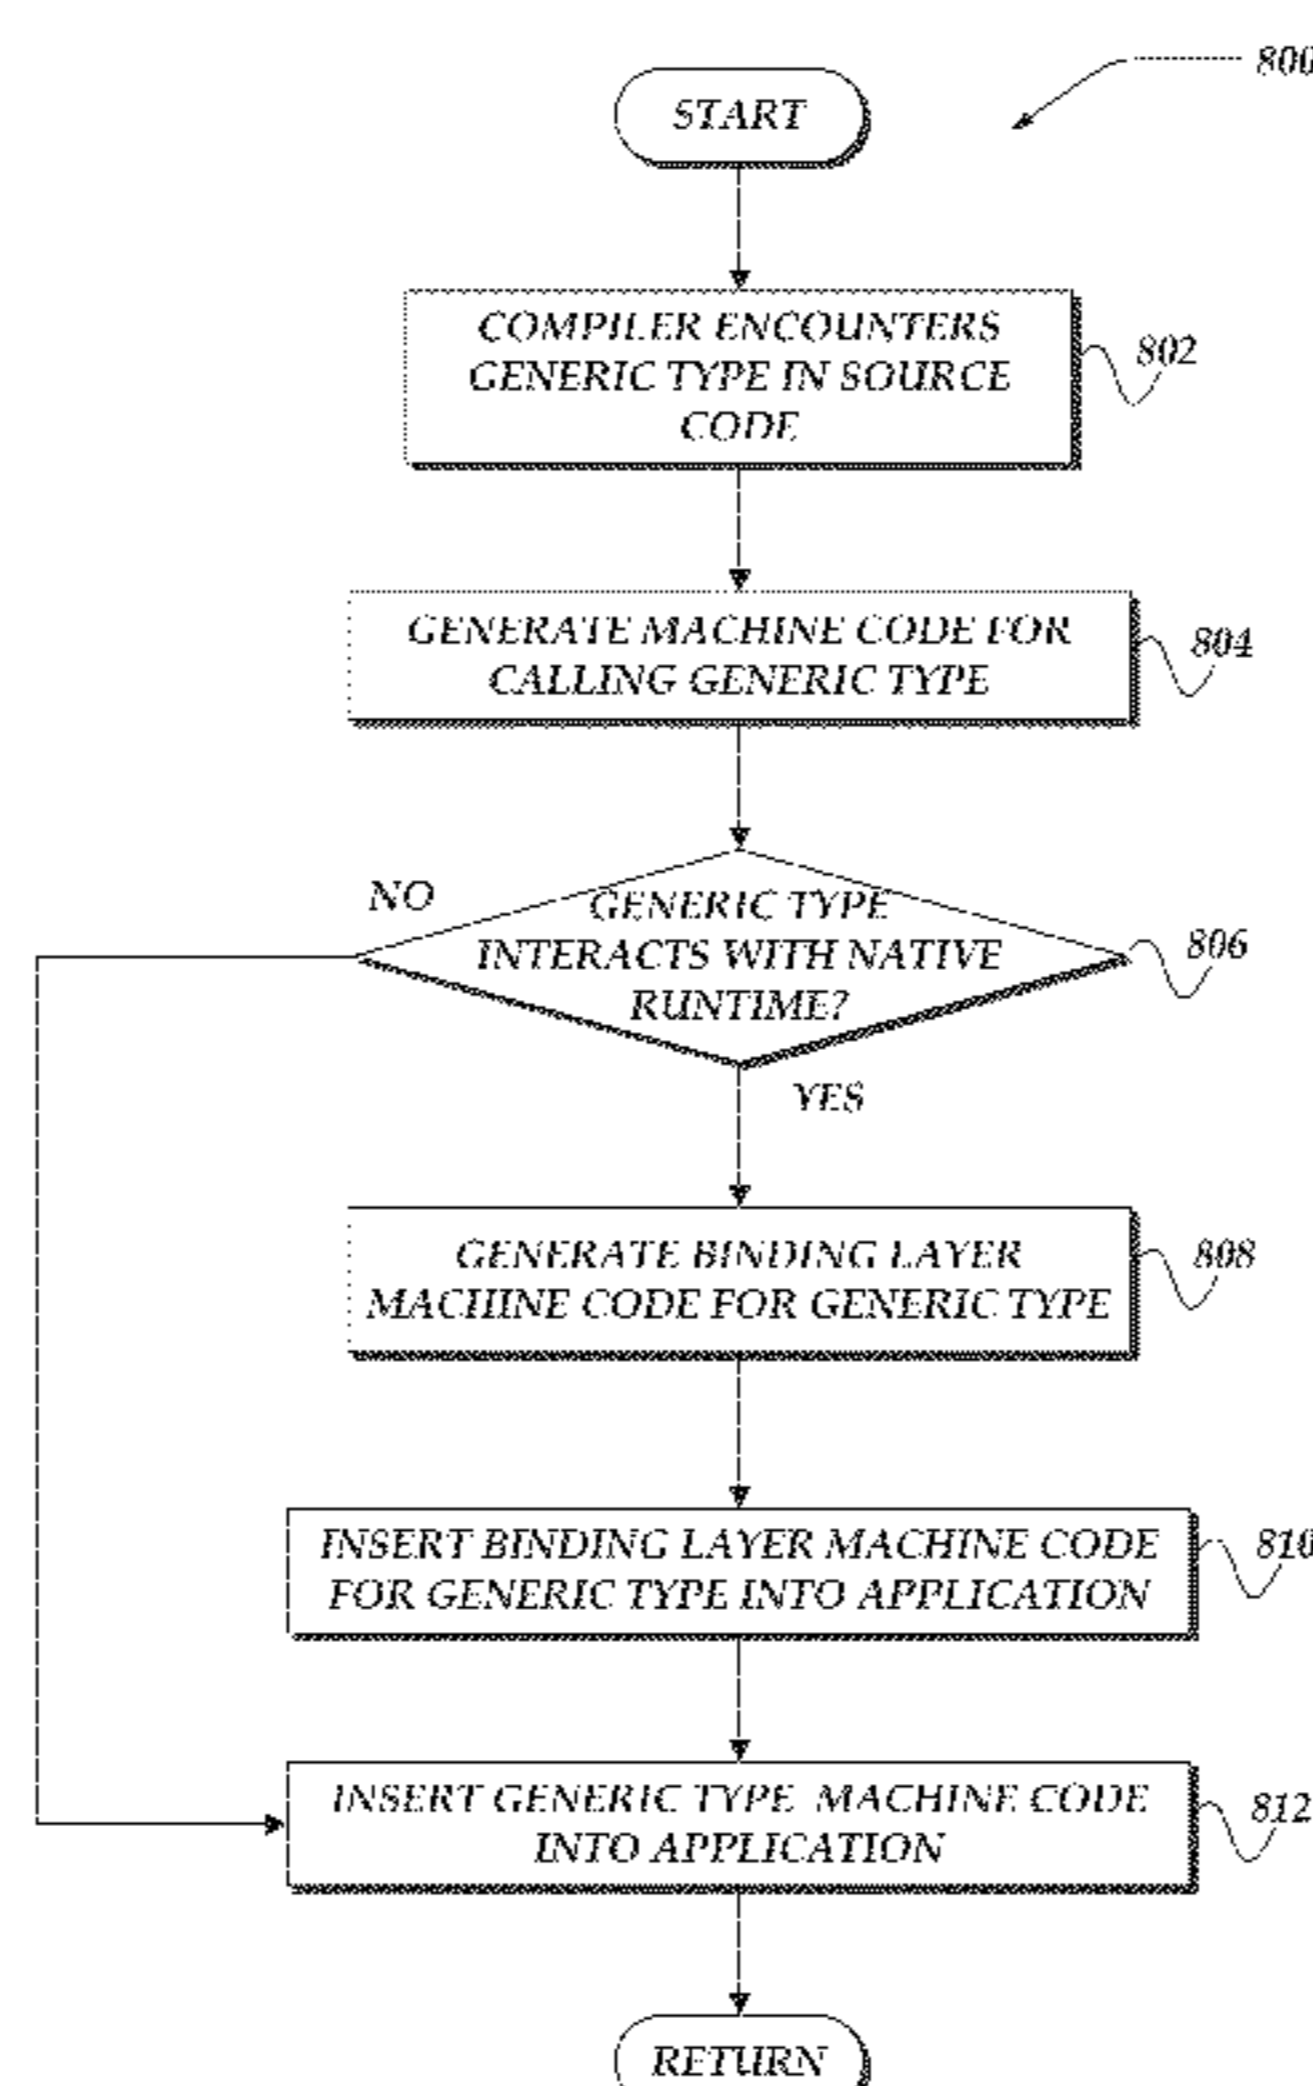 800
START
COMPILER ENCOUNTERS
GENERIC TYPE IN SOURCE
CODE
802
GENERATE MACHINE CODE FOR
CALLING GENERIC TYPE
804
NO
GENERIC TYPE
INTERACTS WITH NATIVE
RUNTIME?
806
YES
GENERATE BINDING LAYER
MACHINE CODE FOR GENERIC TYPE
808
INSERT BINDING LAYER MACHINE CODE
FOR GENERIC TYPE INTO APPLICATION
810
INSERT GENERIC TYPE MACHINE CODE
INTO APPLICATION
812
RETURN